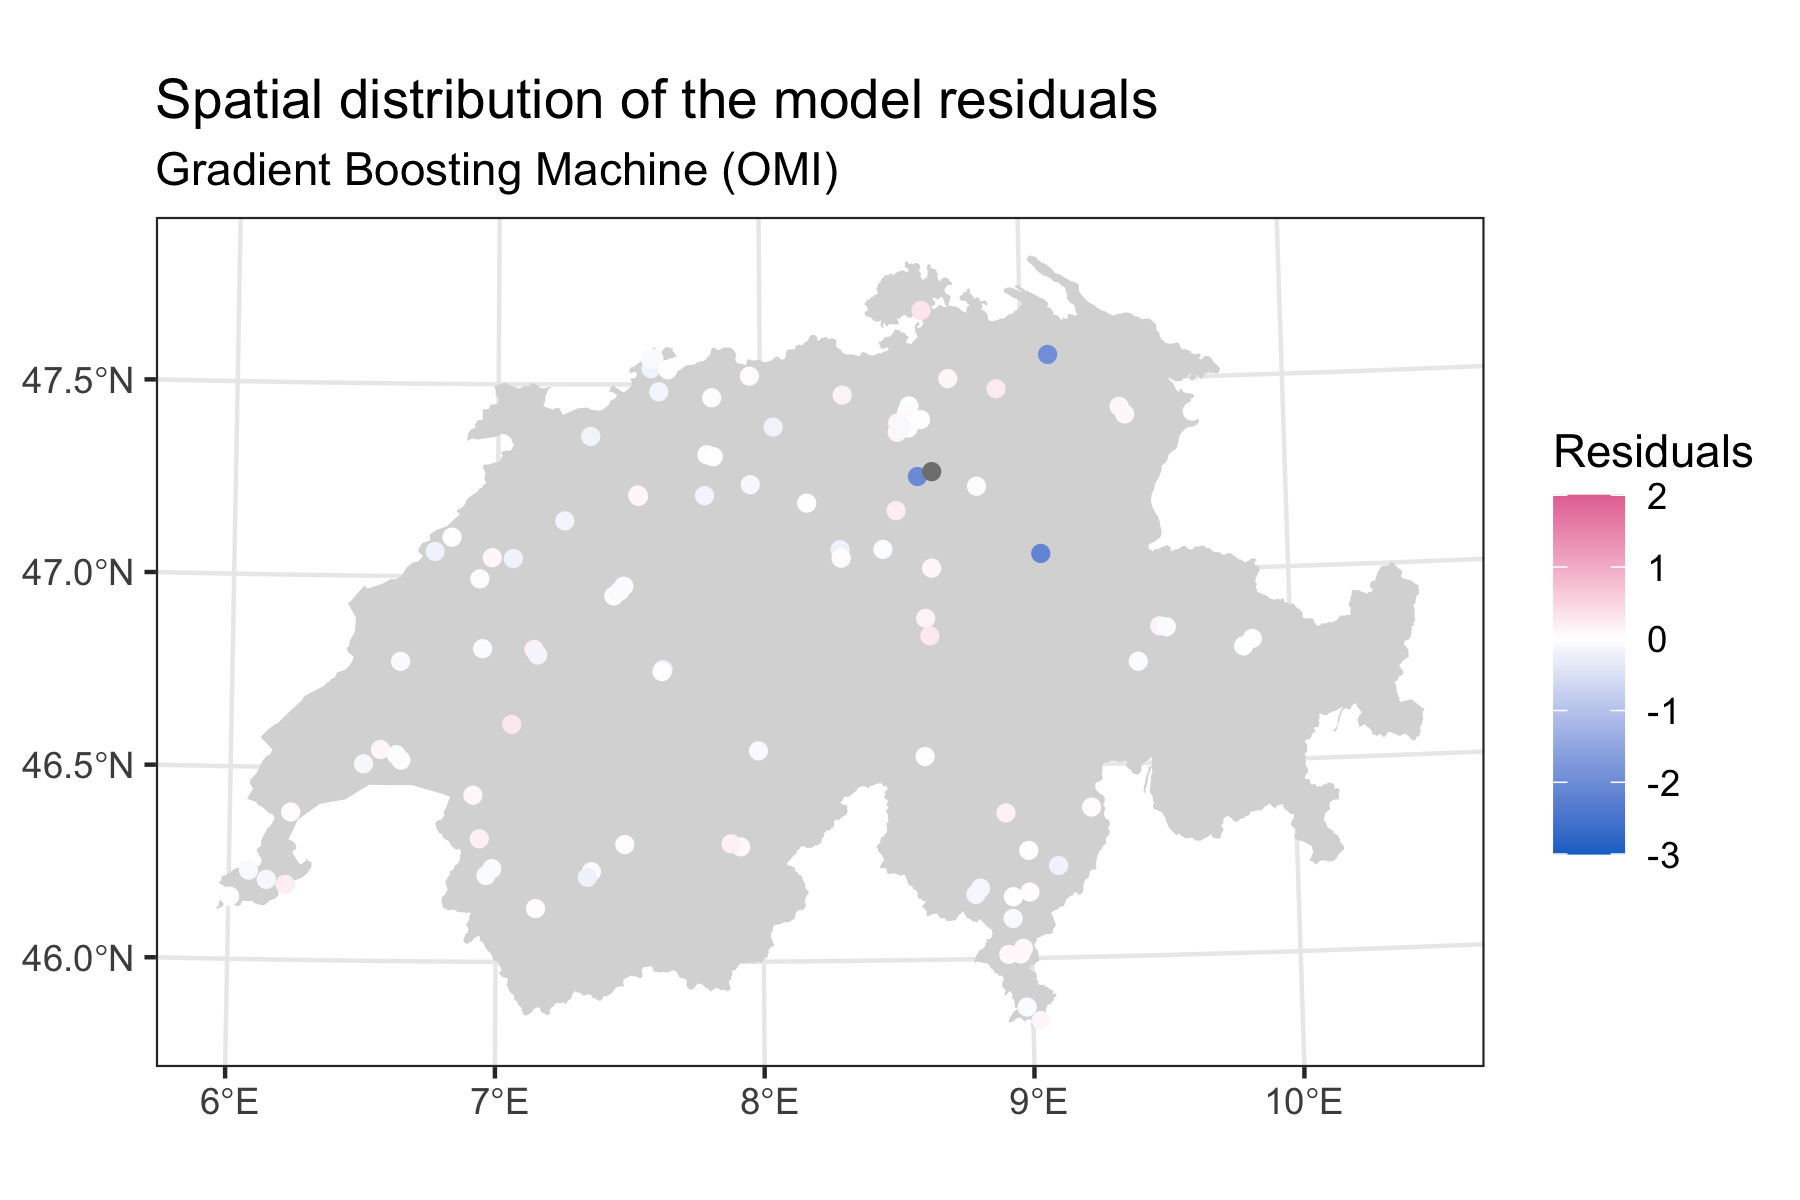 Spatial distribution of the model residuals
Gradient Boosting Machine (OMI)
47.5°N
47.0°N
46.5°N
46.0°N
6°E
7°E
8°E
9°E
10°E
Residuals
2
1
0
-1
-2
-3